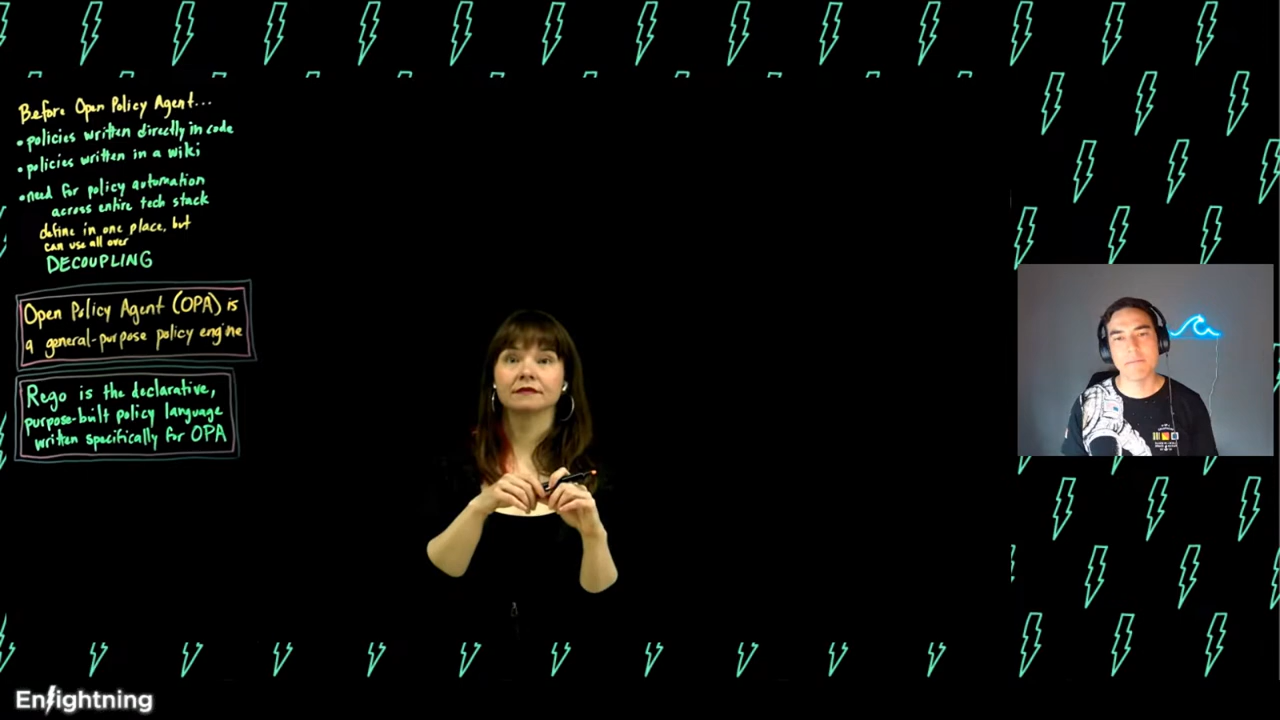 Before Open Policy Agent...
• policies written directly in code
• policies written in a wiki
• need for policy automation
across entire tech stack
define in one place, but
can use all over
DECOUPLING
Open Policy Agent (OPA) is
a general-purpose policy engine
Rego is the declarative,
purpose-built policy language
written specifically for OPA
Enlightning